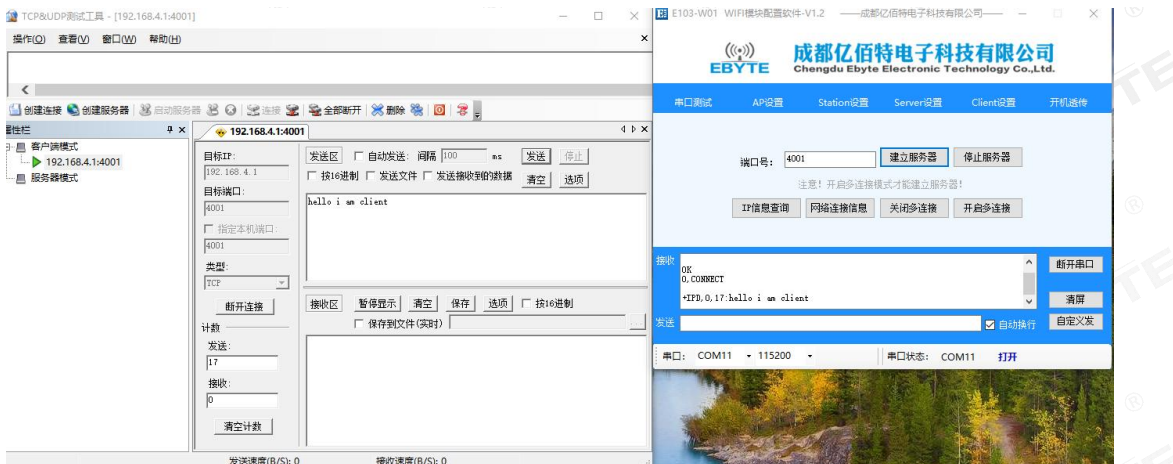 TCP&UDP测试工具 - [192.168.4.1:4001]
操作(O) 查看(V) 窗口(W) 帮助(H)
创建连接 创建服务器 启动服务器 连接 全部断开 删除
属性栏
客户端模式
192.168.4.1:4001
服务器模式
192.168.4.1:4001
目标IP:
192.168.4.1
目标端口:
4001
指定本机端口:
4001
类型:
TCP
断开连接
计数
发送:
17
接收:
0
清空计数
发送区 自动发送: 间隔 100 ms 发送 停止
按16进制 发送文件 发送接收到的数据 清空 选项
hello i am client
接收区 暂停显示 清空 保存 选项 按16进制
保存到文件(实时)
发送速度(B/S): 0 接收速度(B/S): 0
E103-W01 WIFI模块配置软件-V1.2 ——成都亿佰特电子科技有限公司——
EBYTE
成都亿佰特电子科技有限公司
Chengdu Ebyte Electronic Technology Co.,Ltd.
串口测试 AP设置 Station设置 Server设置 Client设置 开机透传
端口号: 4001 建立服务器 停止服务器
注意! 开启多连接模式才能建立服务器!
IP信息查询 网络连接信息 关闭多连接 开启多连接
接收
OK
0,CONNECT
+IPD,0,17:hello i am client
断开串口
清屏
发送 自动换行 自定义发
串口: COM11 115200 串口状态: COM11 打开